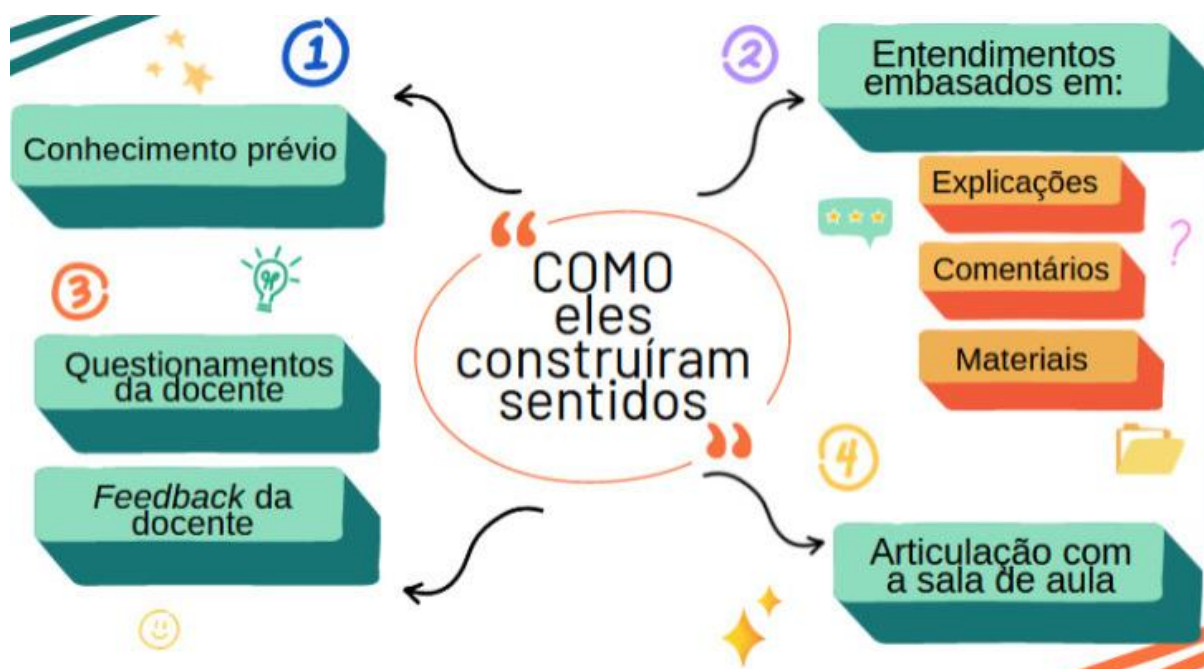 1
Conhecimento prévio
2
Entendimentos
embasados em:
Explicações
Comentários
Materiais
“
COMO
eles
construíram
sentidos
”
3
Questionamentos
da docente
Feedback da
docente
4
Articulação com
a sala de aula
?